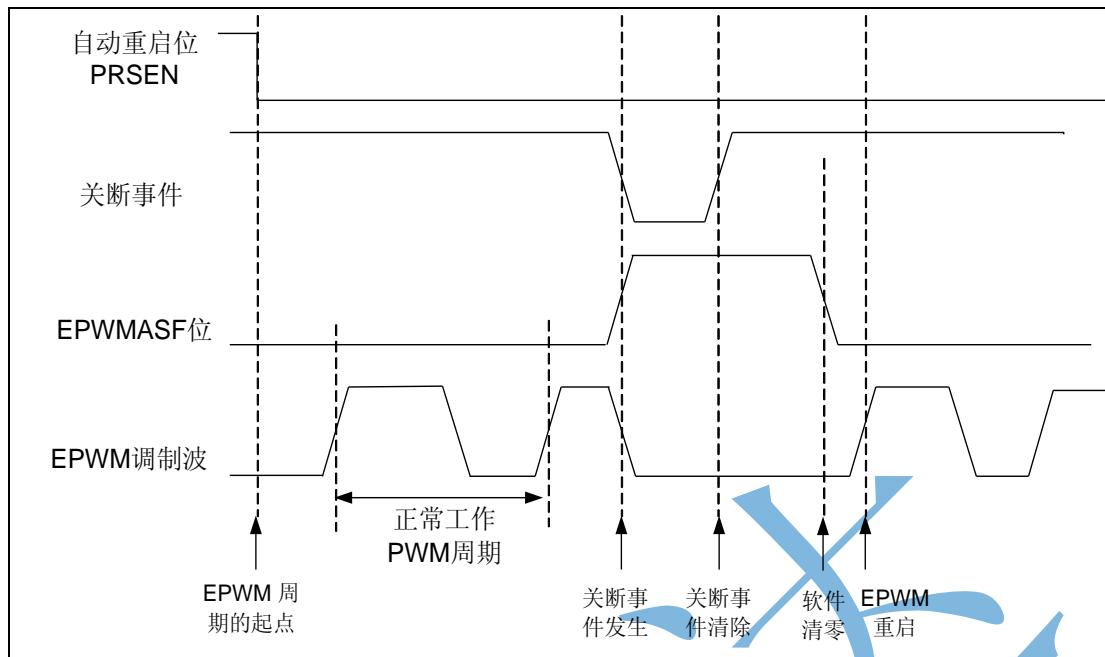 自动重启位
PRSEN
关断事件
EPWMASF位
EPWM调制波
正常工作
PWM周期
EPWM 周
期的起点
关断事
件发生
关断事
件清除
软件
清零
EPWM
重启